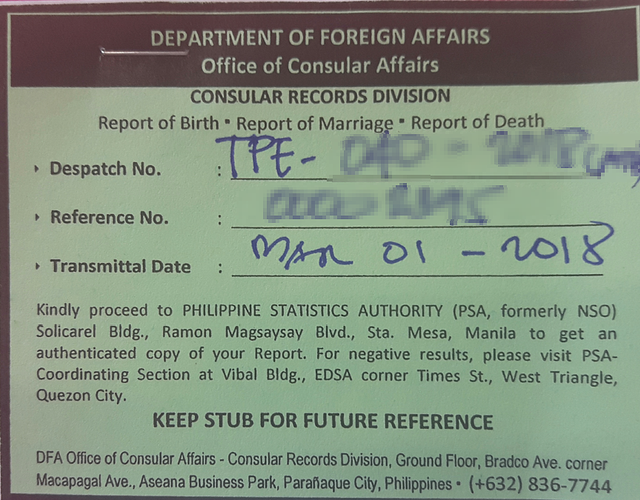 DEPARTMENT OF FOREIGN AFFAIRS
Office of Consular Affairs
CONSULAR RECORDS DIVISION
Report of Birth • Report of Marriage • Report of Death
Despatch No. : TPE-
Reference No. :
Transmittal Date : MAR 01 - 2018
Kindly proceed to PHILIPPINE STATISTICS AUTHORITY (PSA, formerly NSO)
Solicarel Bldg., Ramon Magsaysay Blvd., Sta. Mesa, Manila to get an
authenticated copy of your Report. For negative results, please visit PSA-
Coordinating Section at Vibal Bldg., EDSA corner Times St., West Triangle,
Quezon City.
KEEP STUB FOR FUTURE REFERENCE
DFA Office of Consular Affairs - Consular Records Division, Ground Floor, Bradco Ave. corner
Macapagal Ave., Aseana Business Park, Parañaque City, Philippines • (+632) 836-7744